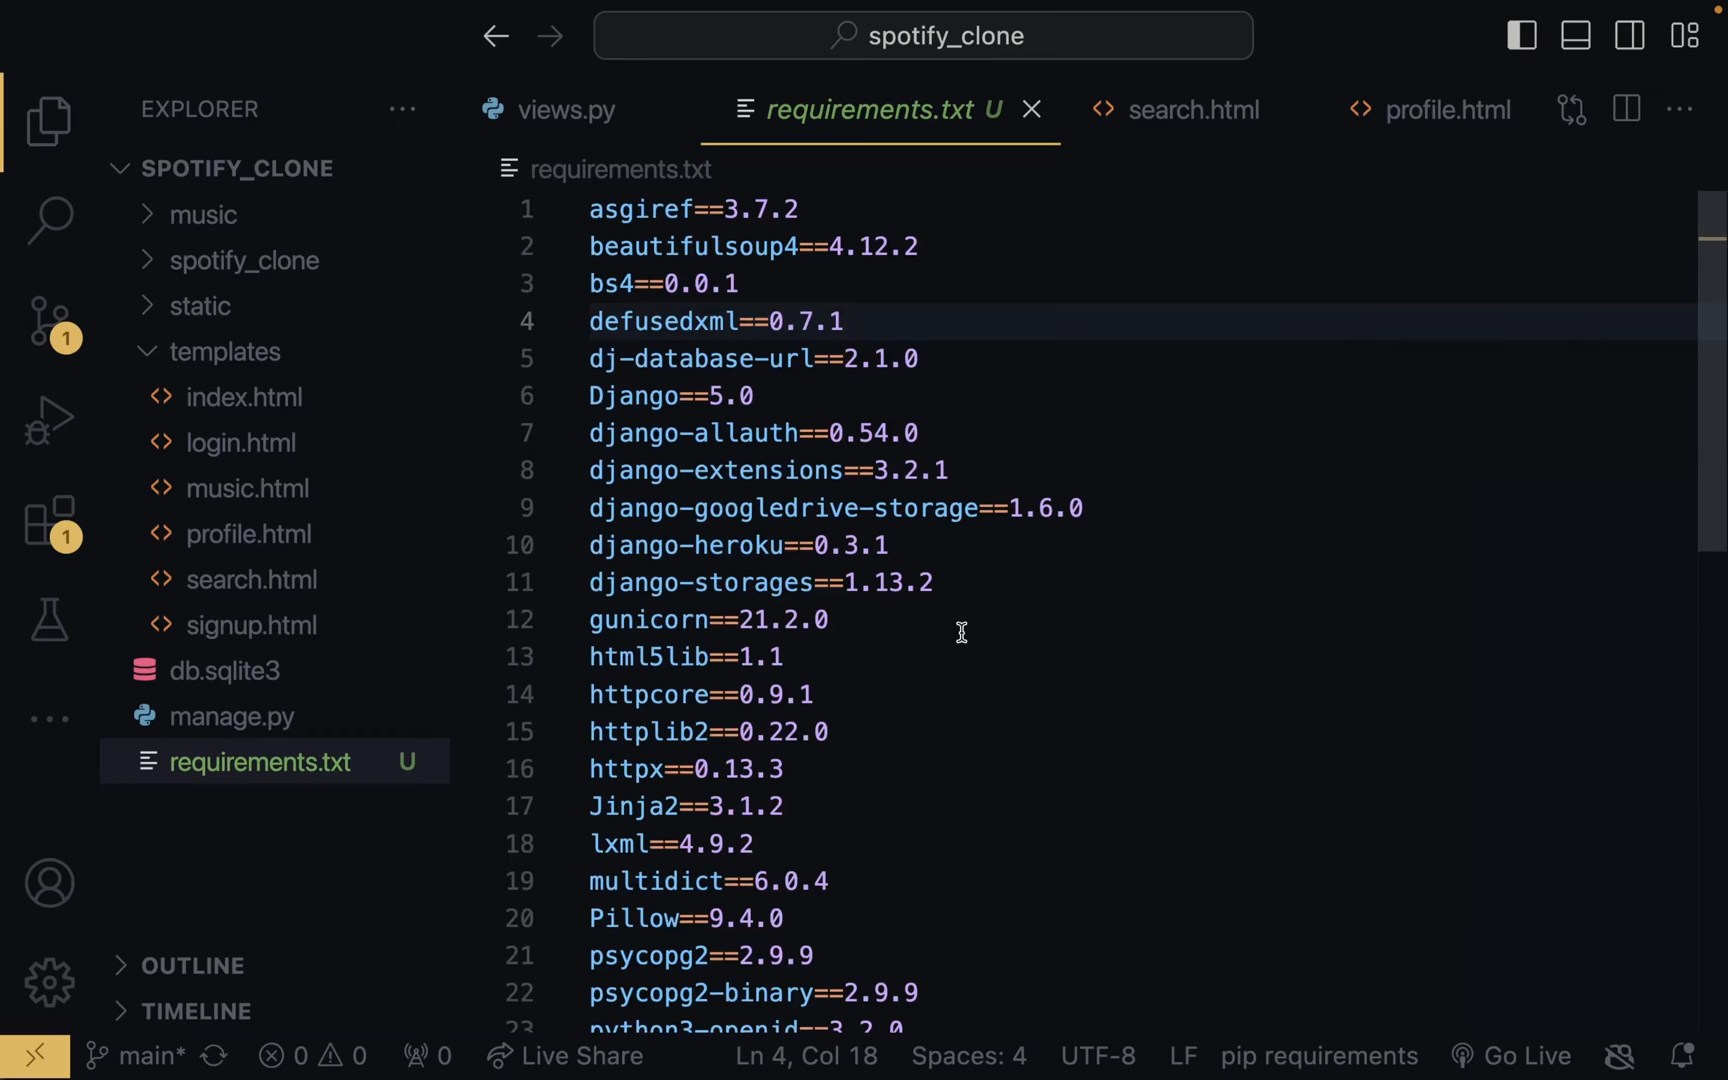 spotify_clone
EXPLORER
views.py
requirements.txt U
search.html
profile.html
SPOTIFY_CLONE
music
spotify_clone
static
templates
index.html
login.html
music.html
profile.html
search.html
signup.html
db.sqlite3
manage.py
requirements.txt U
OUTLINE
TIMELINE
1
1
requirements.txt
1 asgiref==3.7.2
2 beautifulsoup4==4.12.2
3 bs4==0.0.1
4 defusedxml==0.7.1
5 dj-database-url==2.1.0
6 Django==5.0
7 django-allauth==0.54.0
8 django-extensions==3.2.1
9 django-googledrive-storage==1.6.0
10 django-heroku==0.3.1
11 django-storages==1.13.2
12 gunicorn==21.2.0
13 html5lib==1.1
14 httpcore==0.9.1
15 httplib2==0.22.0
16 httpx==0.13.3
17 Jinja2==3.1.2
18 lxml==4.9.2
19 multidict==6.0.4
20 Pillow==9.4.0
21 psycopg2==2.9.9
22 psycopg2-binary==2.9.9
23 python3-openid==3.2.0
main* 0 0 0 Live Share Ln 4, Col 18 Spaces: 4 UTF-8 LF pip requirements Go Live